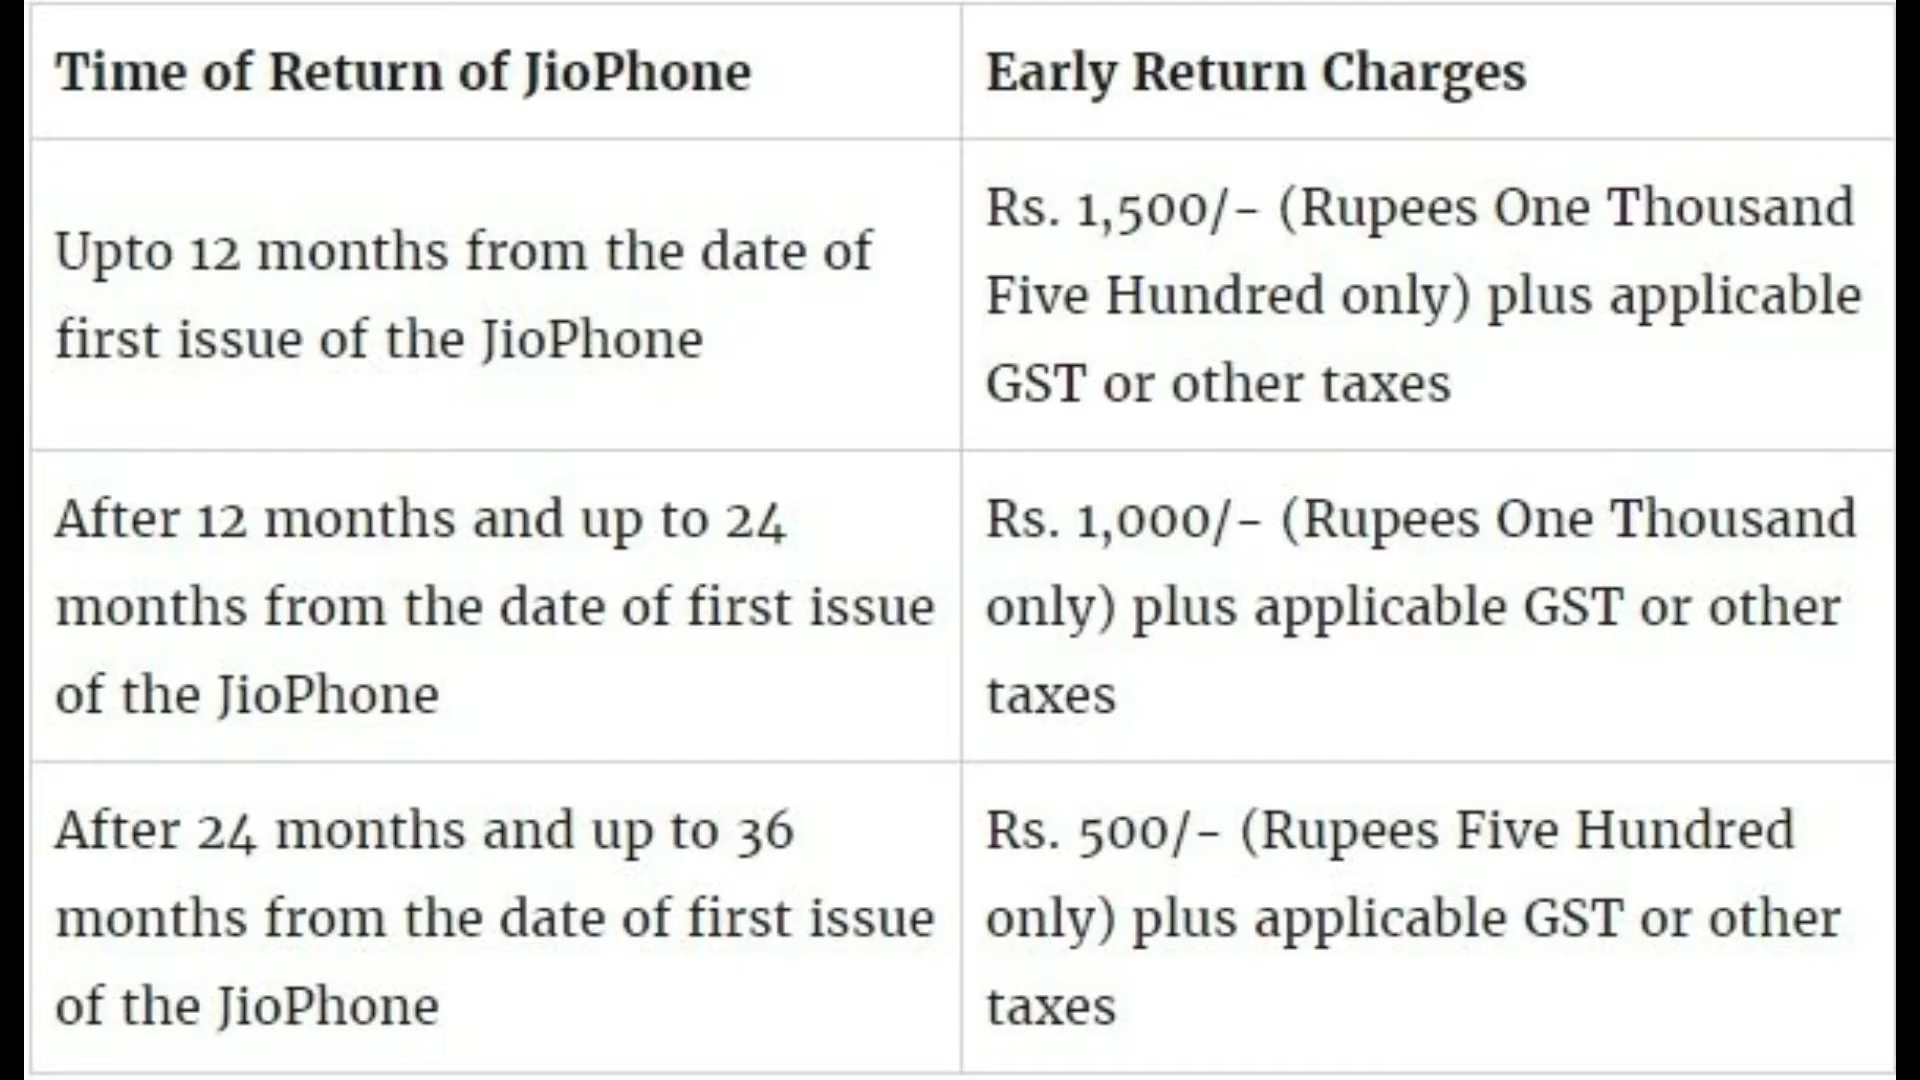 Time of Return of JioPhone
Early Return Charges
Upto 12 months from the date of
first issue of the JioPhone
Rs. 1,500/- (Rupees One Thousand
Five Hundred only) plus applicable
GST or other taxes
After 12 months and up to 24
months from the date of first issue
of the JioPhone
Rs. 1,000/- (Rupees One Thousand
only) plus applicable GST or other
taxes
After 24 months and up to 36
months from the date of first issue
of the JioPhone
Rs. 500/- (Rupees Five Hundred
only) plus applicable GST or other
taxes